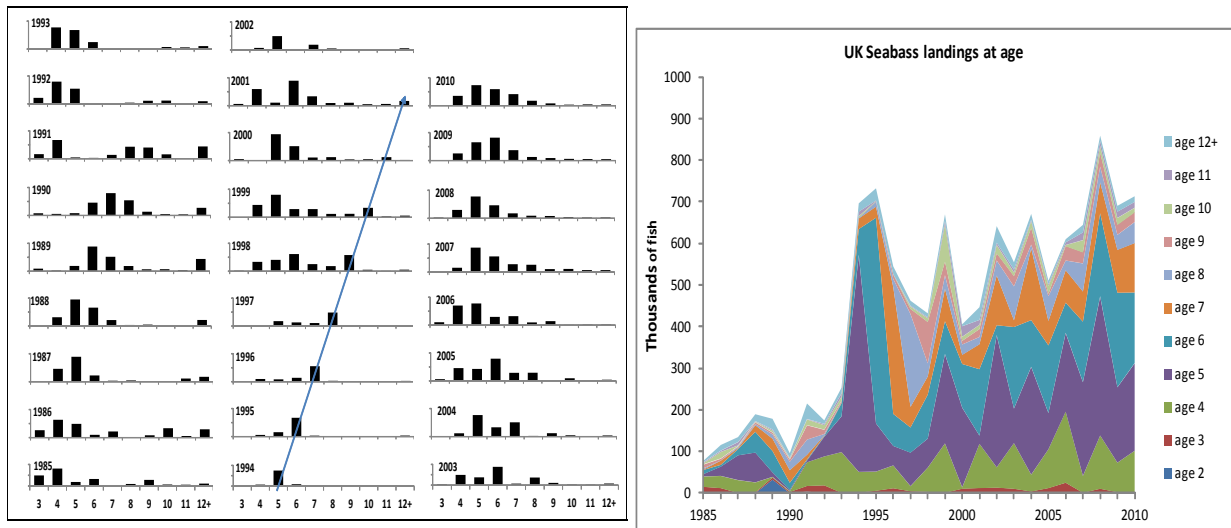 1993
1992
1991
1990
1989
1988
1987
1986
1985
3 4 5 6 7 8 9 10 11 12+
2002
2001
2000
1999
1998
1997
1996
1995
1994
3 4 5 6 7 8 9 10 11 12+
2010
2009
2008
2007
2006
2005
2004
2003
3 4 5 6 7 8 9 10 11 12+
UK Seabass landings at age
Thousands of fish
1000
900
800
700
600
500
400
300
200
100
0
1985 1990 1995 2000 2005 2010
age 12+
age 11
age 10
age 9
age 8
age 7
age 6
age 5
age 4
age 3
age 2